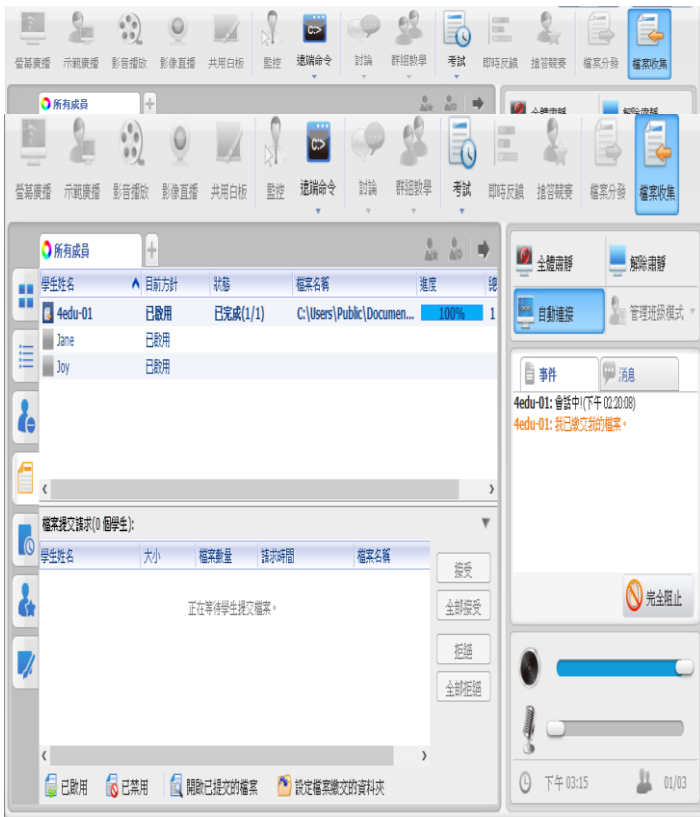 螢幕廣播 示範廣播 影音播放 影像直播 共用白板 監控 遠端命令 討論 群組教學 考試 即時反饋 搶答競賽 檔案分發 檔案收集
所有成員 + 全體肅靜 解除肅靜
螢幕廣播 示範廣播 影音播放 影像直播 共用白板 監控 遠端命令 討論 群組教學 考試 即時反饋 搶答競賽 檔案分發 檔案收集
所有成員 +
全體肅靜 解除肅靜
學生姓名 目前方針 狀態 檔案名稱 進度 總
4edu-01 已啟用 已完成(1/1) C:\Users\Public\Documen... 100% 1
自動連接 管理班級模式
Jane 已啟用
Joy 已啟用
事件 消息
4edu-01: 會話中!(下午 02:20:08)
4edu-01: 我已繳交我的檔案。
檔案提交請求(0 個學生):
學生姓名 大小 檔案數量 請求時間 檔案名稱
接受
正在等待學生提交檔案。
全部接受
完全阻止
拒絕
全部拒絕
已啟用 已禁用 開啟已提交的檔案 設定檔案繳交的資料夾
下午 03:15 01/03